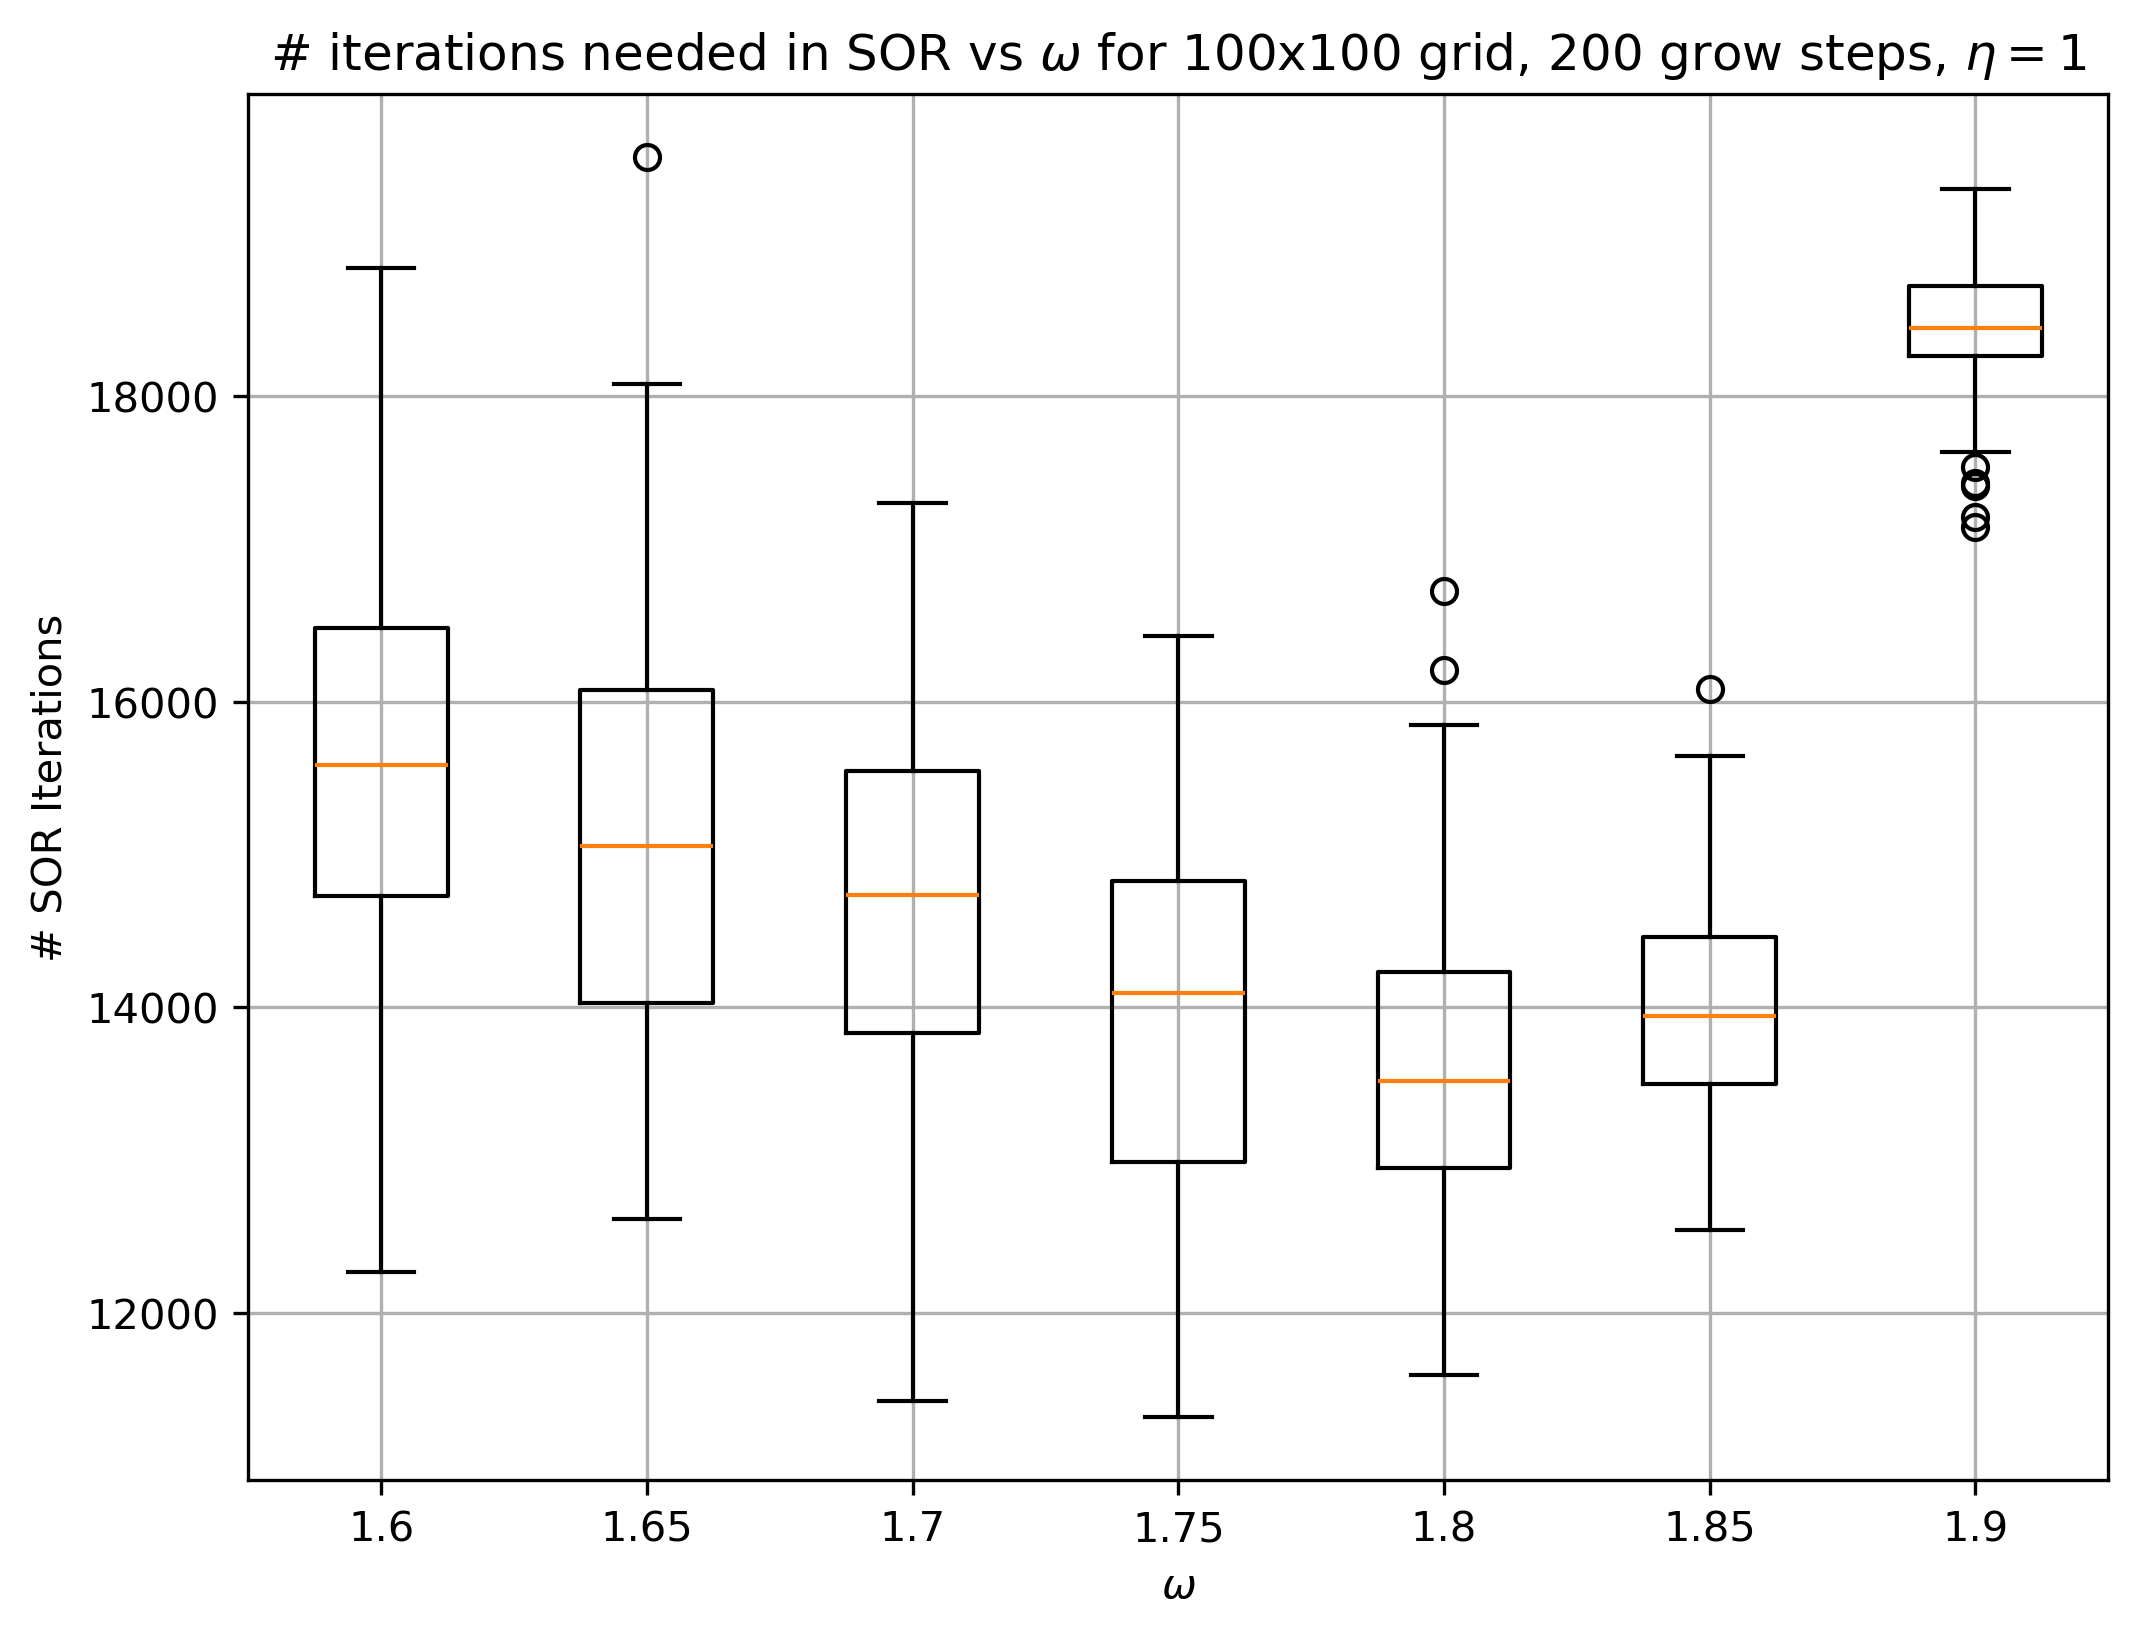 # iterations needed in SOR vs ω for 100x100 grid, 200 grow steps, η = 1
# SOR Iterations
18000
16000
14000
12000
1.6 1.65 1.7 1.75 1.8 1.85 1.9
ω